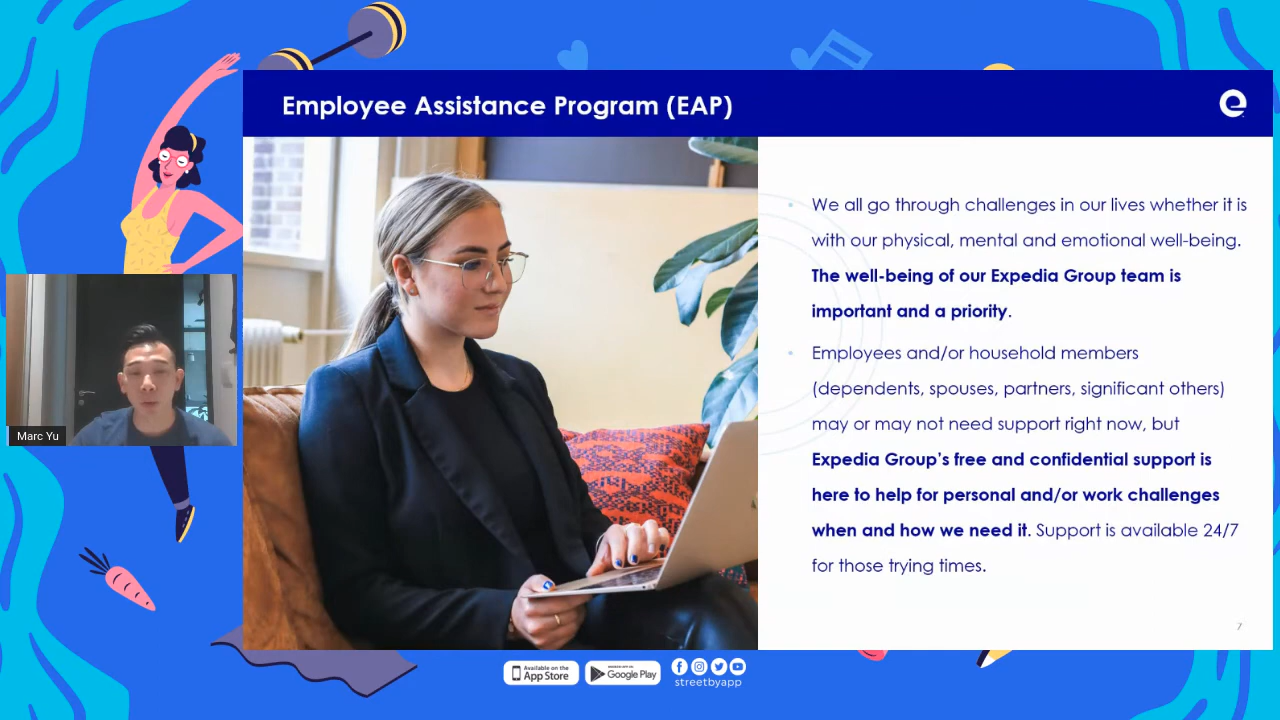 Employee Assistance Program (EAP)
We all go through challenges in our lives whether it is
with our physical, mental and emotional well-being.
The well-being of our Expedia Group team is
important and a priority.
Employees and/or household members
(dependents, spouses, partners, significant others)
may or may not need support right now, but
Expedia Group's free and confidential support is
here to help for personal and/or work challenges
when and how we need it. Support is available 24/7
for those trying times.
7
Marc Yu
Available on the
App Store
Google Play
streetbyapp